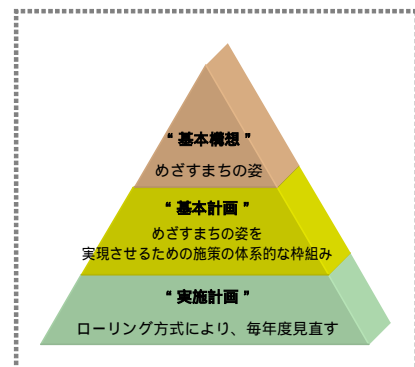 “ 基本構想 ”
めざすまちの姿
“ 基本計画 ”
めざすまちの姿を
実現させるための施策の体系的な枠組み
“ 実施計画 ”
ローリング方式により、毎年度見直す